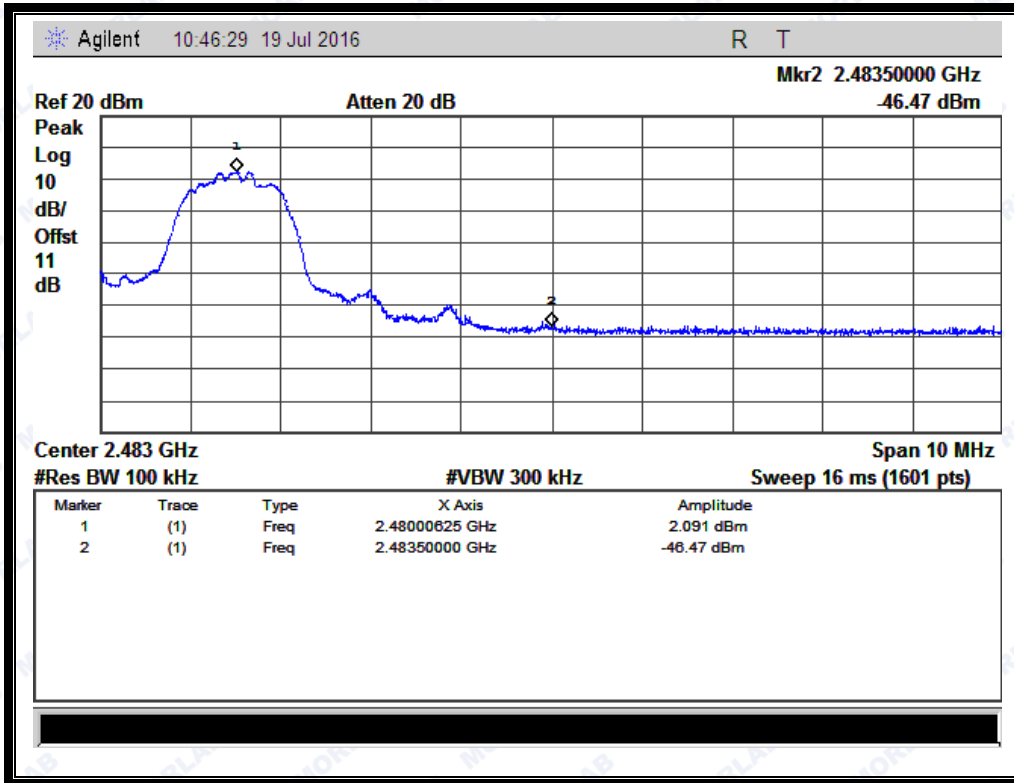 Agilent 10:46:29 19 Jul 2016 R T
Mkr2 2.48350000 GHz
Ref 20 dBm Atten 20 dB -46.47 dBm
Peak
Log
10
dB/
Offst
11
dB
1
2
Center 2.483 GHz Span 10 MHz
#Res BW 100 kHz #VBW 300 kHz Sweep 16 ms (1601 pts)
Marker Trace Type X Axis Amplitude
1 (1) Freq 2.48000625 GHz 2.091 dBm
2 (1) Freq 2.48350000 GHz -46.47 dBm